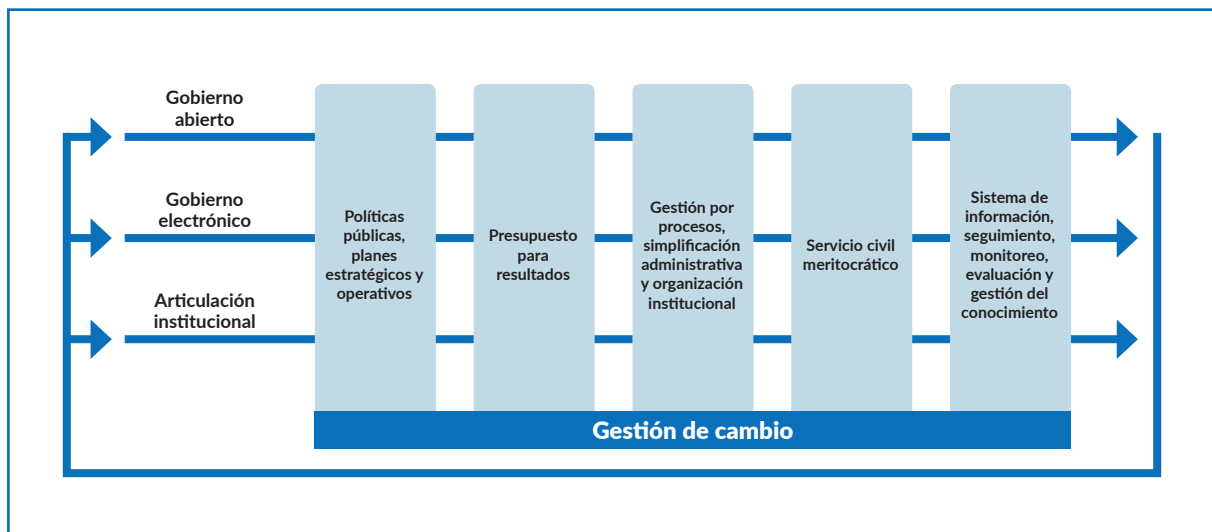 Gobierno
abierto
Gobierno
electrónico
Articulación
institucional
Políticas
públicas,
planes
estratégicos y
operativos
Presupuesto
para
resultados
Gestión por
procesos,
simplificación
administrativa
y organización
institucional
Servicio civil
meritocrático
Sistema de
información,
seguimiento,
monitoreo,
evaluación y
gestión del
conocimiento
Gestión de cambio